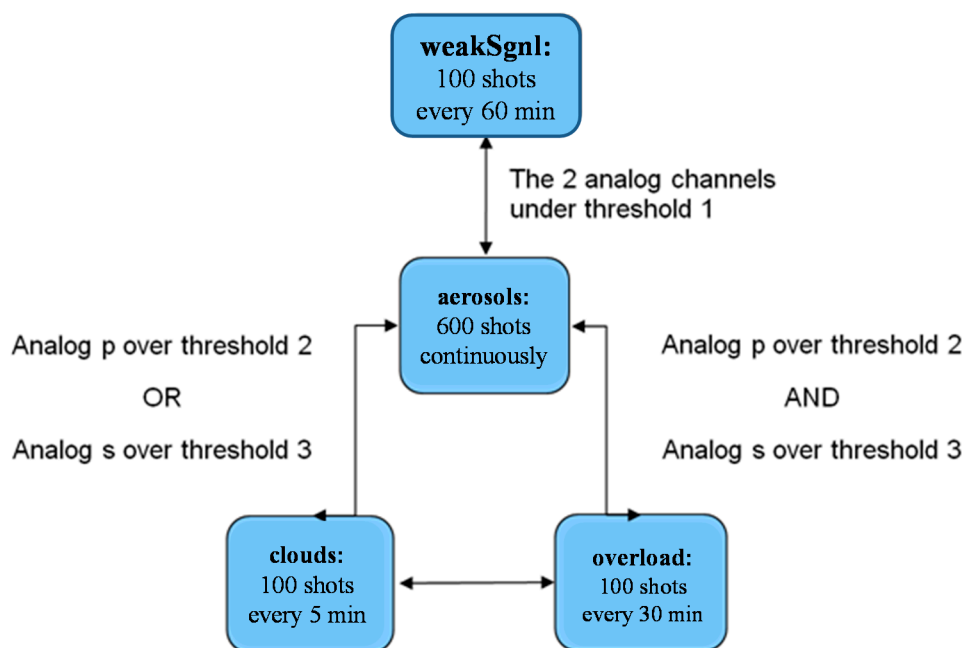 weakSgnl:
100 shots
every 60 min
The 2 analog channels
under threshold 1
aerosols:
600 shots
continuously
Analog p over threshold 2
OR
Analog s over threshold 3
Analog p over threshold 2
AND
Analog s over threshold 3
clouds:
100 shots
every 5 min
overload:
100 shots
every 30 min